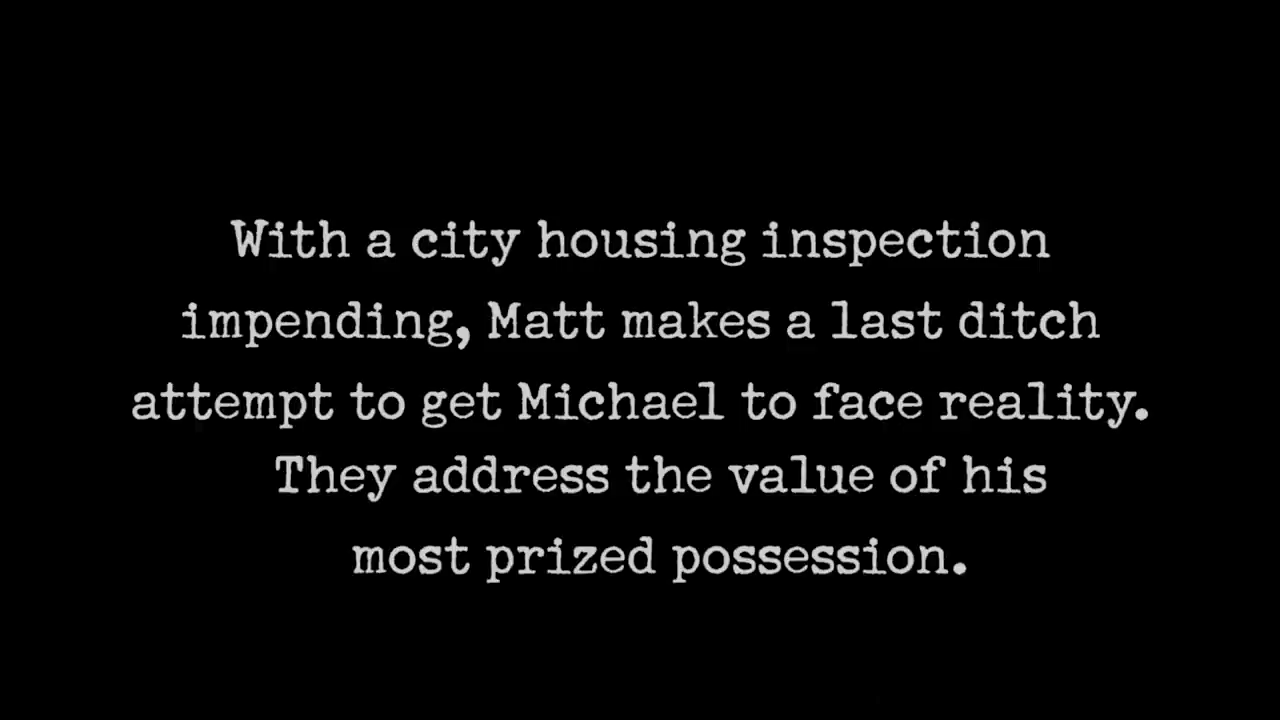 With a city housing inspection
impending, Matt makes a last ditch
attempt to get Michael to face reality.
They address the value of his
most prized possession.